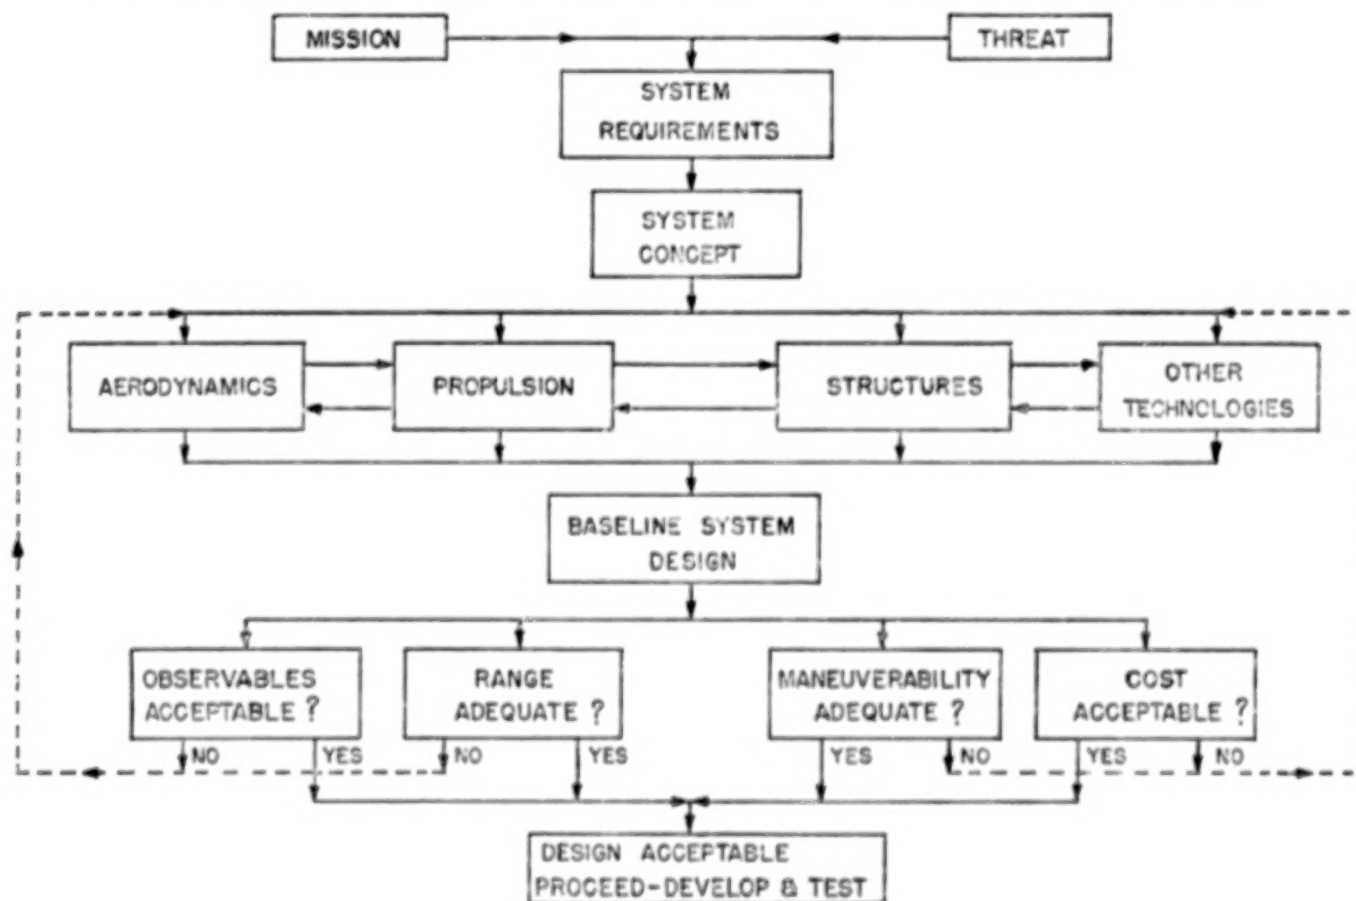 MISSION
THREAT
SYSTEM
REQUIREMENTS
SYSTEM
CONCEPT
AERODYNAMICS
PROPULSION
STRUCTURES
OTHER
TECHNOLOGIES
BASELINE SYSTEM
DESIGN
OBSERVABLES
ACCEPTABLE ?
RANGE
ADEQUATE ?
MANEUVERABILITY
ADEQUATE ?
COST
ACCEPTABLE ?
NO
YES
NO
YES
YES
NO
YES
NO
DESIGN ACCEPTABLE
PROCEED-DEVELOP & TEST